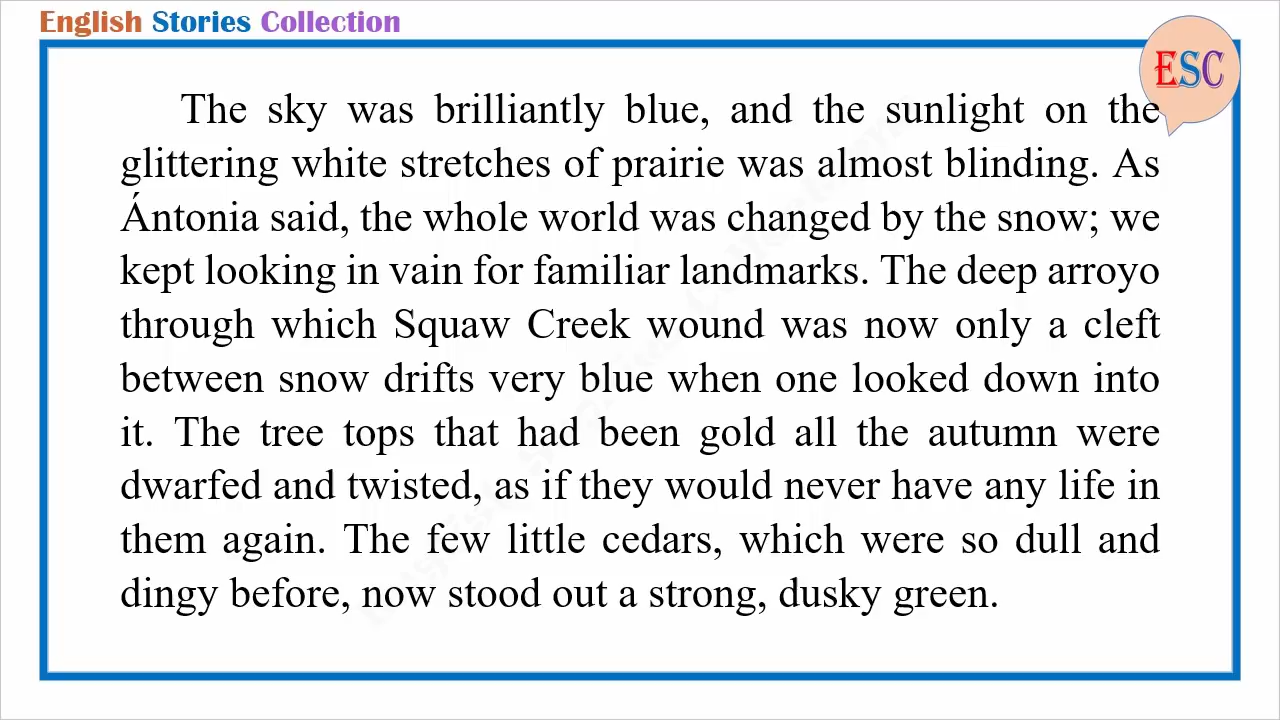 English Stories Collection
ESC
The sky was brilliantly blue, and the sunlight on the
glittering white stretches of prairie was almost blinding. As
Ántonia said, the whole world was changed by the snow; we
kept looking in vain for familiar landmarks. The deep arroyo
through which Squaw Creek wound was now only a cleft
between snow drifts very blue when one looked down into
it. The tree tops that had been gold all the autumn were
dwarfed and twisted, as if they would never have any life in
them again. The few little cedars, which were so dull and
dingy before, now stood out a strong, dusky green.